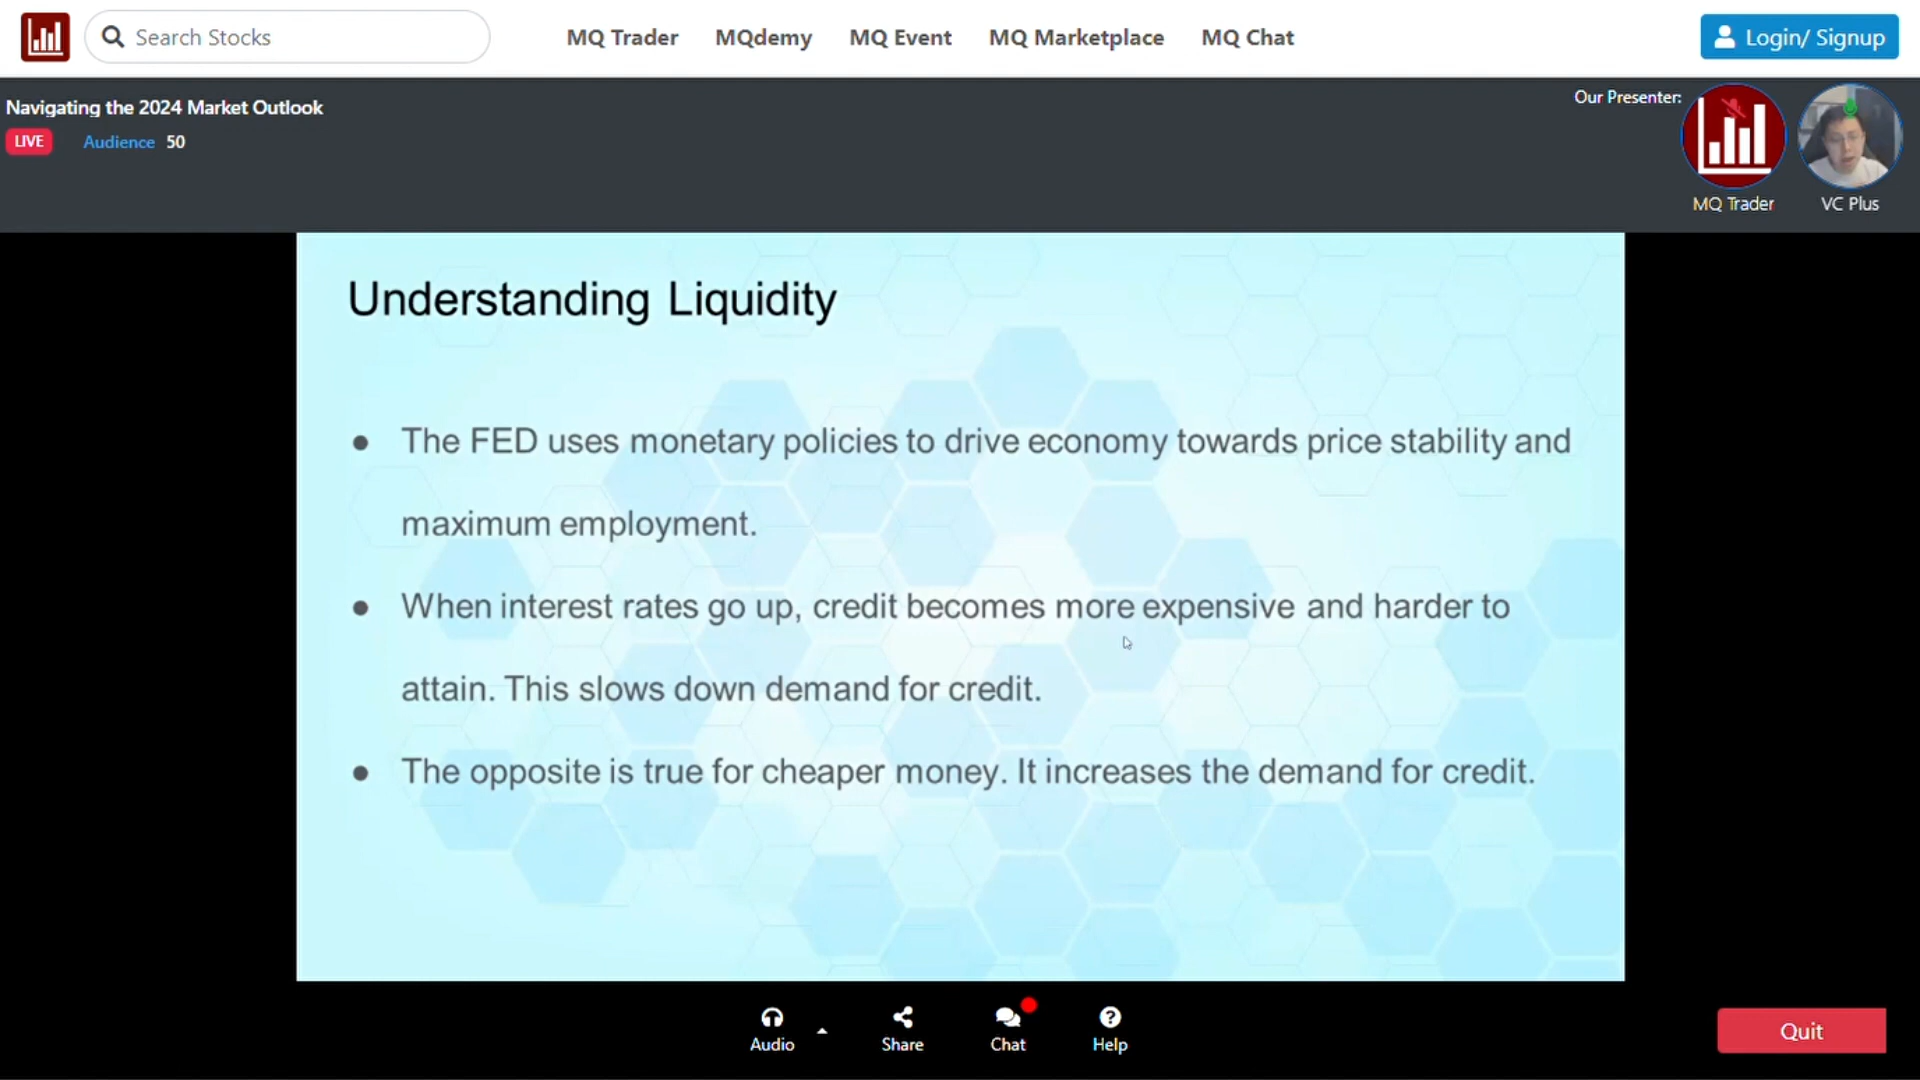 Search Stocks
MQ Trader
MQdemy
MQ Event
MQ Marketplace
MQ Chat
Login/ Signup
Navigating the 2024 Market Outlook
LIVE
Audience 50
Our Presenter:
MQ Trader
VC Plus
Understanding Liquidity
● The FED uses monetary policies to drive economy towards price stability and
maximum employment.
● When interest rates go up, credit becomes more expensive and harder to
attain. This slows down demand for credit.
● The opposite is true for cheaper money. It increases the demand for credit.
Audio
Share
Chat
Help
Quit